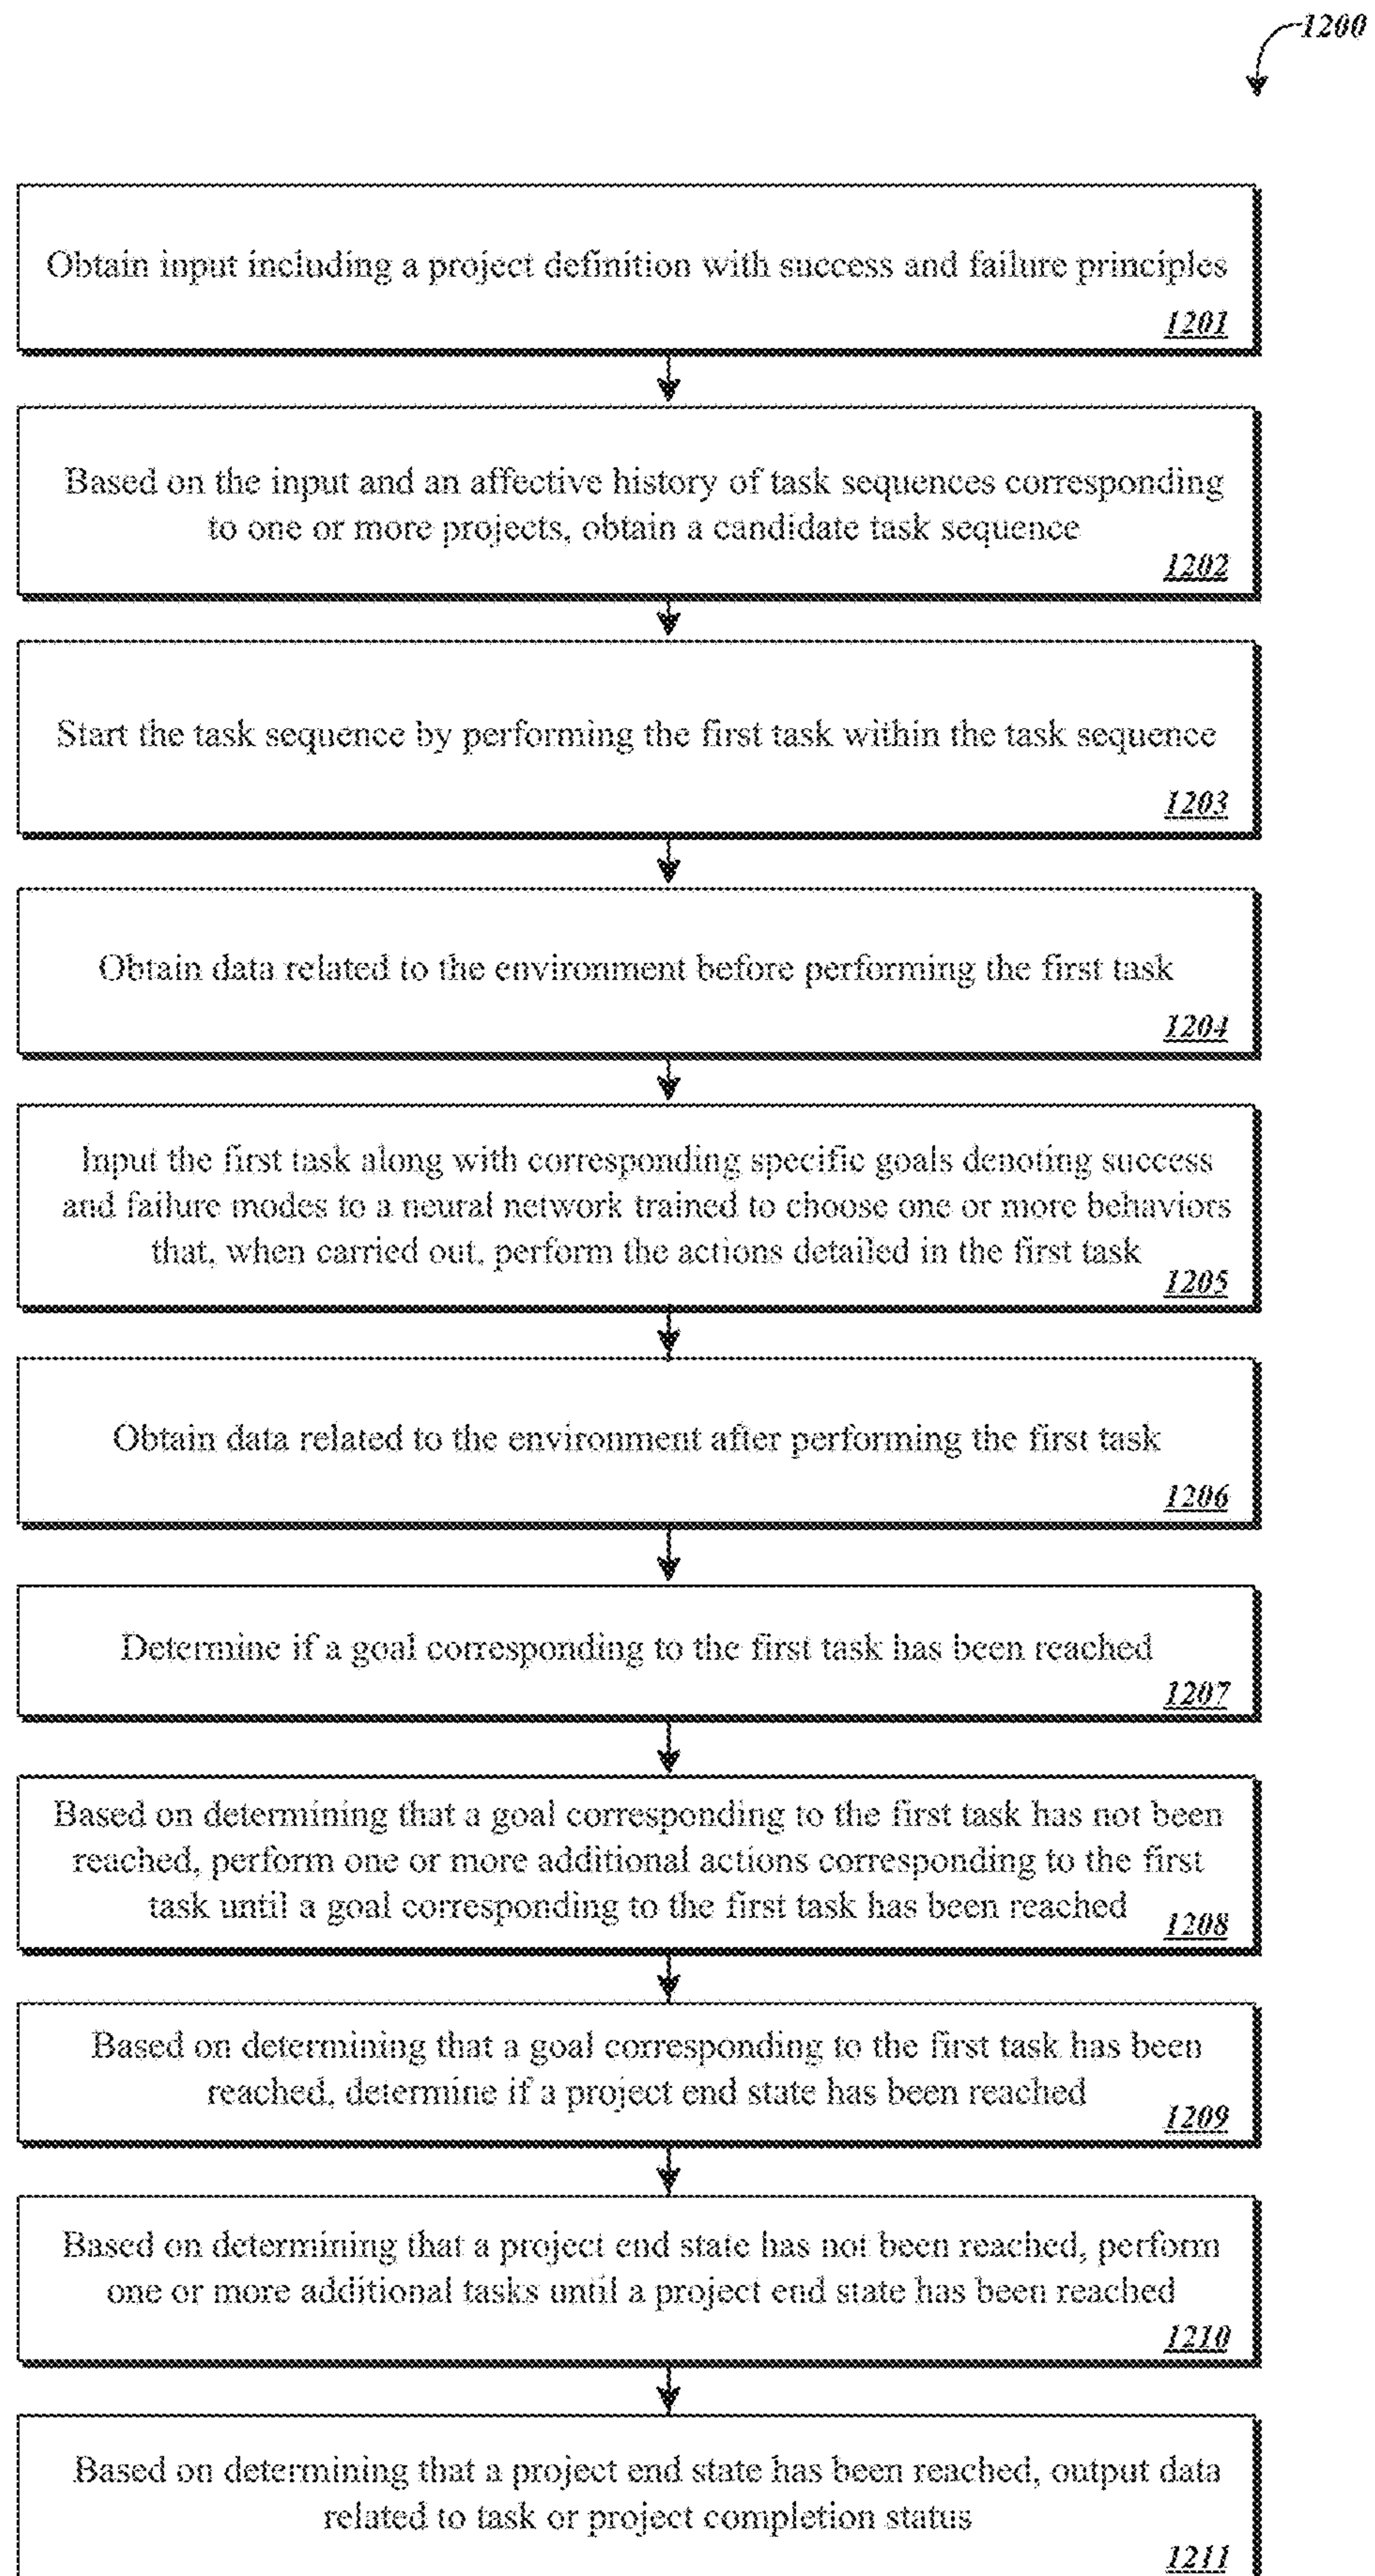 1200
Obtain input including a project definition with success and failure principles
1201
Based on the input and an affective history of task sequences corresponding
to one or more projects, obtain a candidate task sequence
1202
Start the task sequence by performing the first task within the task sequence
1203
Obtain data related to the environment before performing the first task
1204
Input the first task along with corresponding specific goals denoting success
and failure modes to a neural network trained to choose one or more behaviors
that, when carried out, perform the actions detailed in the first task
1205
Obtain data related to the environment after performing the first task
1206
Determine if a goal corresponding to the first task has been reached
1207
Based on determining that a goal corresponding to the first task has not been
reached, perform one or more additional actions corresponding to the first
task until a goal corresponding to the first task has been reached
1208
Based on determining that a goal corresponding to the first task has been
reached, determine if a project end state has been reached
1209
Based on determining that a project end state has not been reached, perform
one or more additional tasks until a project end state has been reached
1210
Based on determining that a project end state has been reached, output data
related to task or project completion status
1211